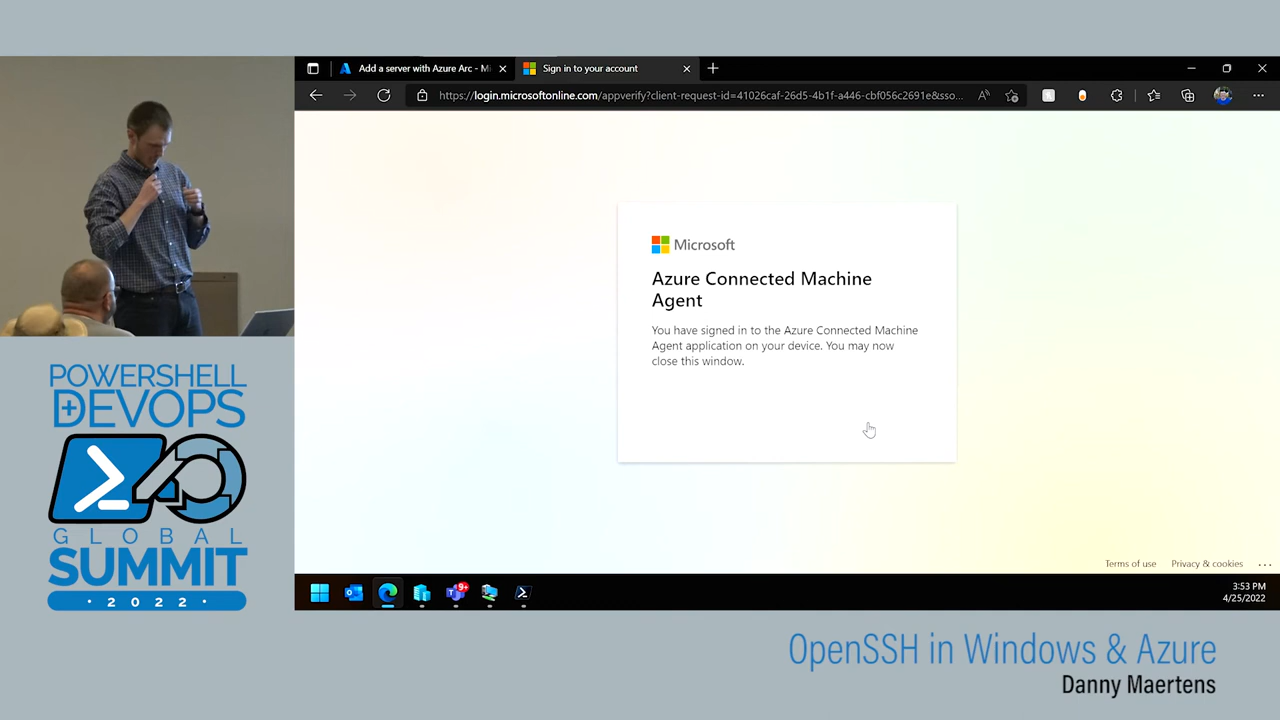 Add a server with Azure Arc - Mi
Sign in to your account
https://login.microsoftonline.com/appverify?client-request-id=41026caf-26d5-4b1f-a446-cbf056c2691e&sso...
Microsoft
Azure Connected Machine
Agent
You have signed in to the Azure Connected Machine
Agent application on your device. You may now
close this window.
Terms of use
Privacy & cookies
9+
3:53 PM
4/25/2022
POWERSHELL
+DEVOPS
GLOBAL
SUMMIT
· 2022 ·
OpenSSH in Windows & Azure
Danny Maertens